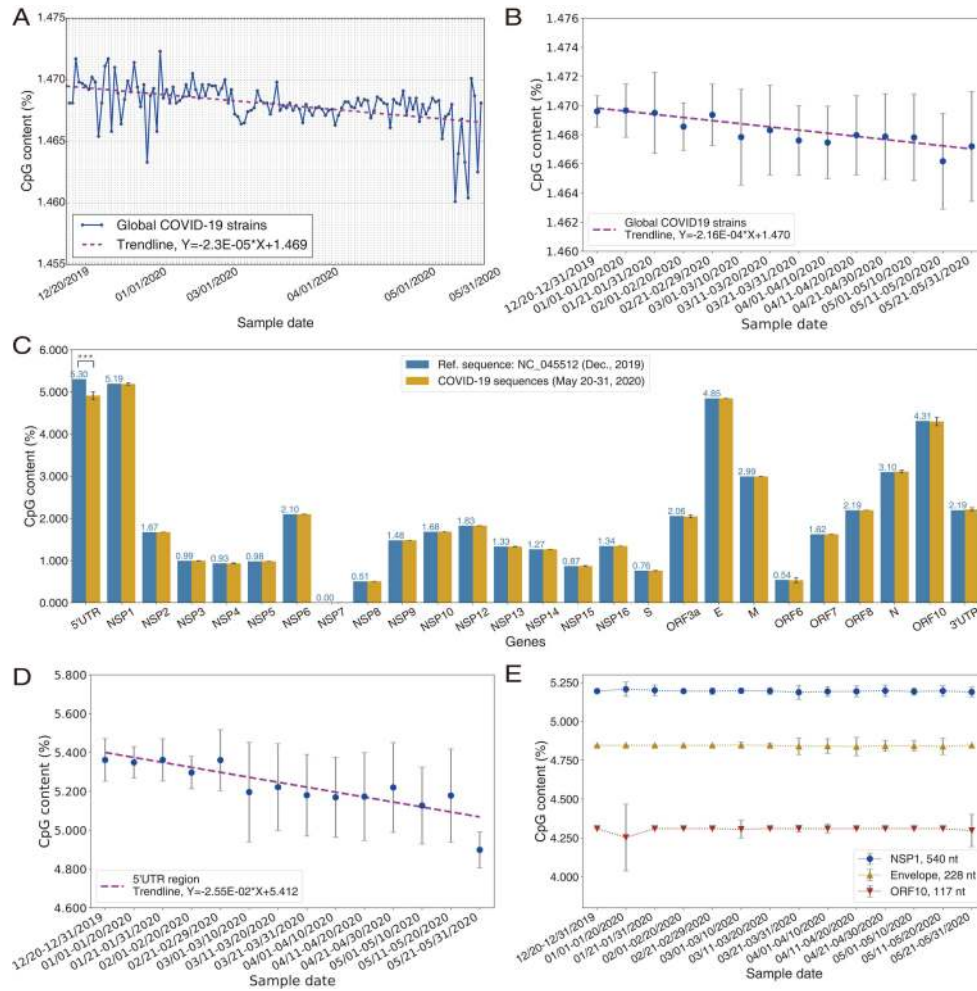 A
1.475
1.470
1.465
1.460
1.455
CpG content (%)
Global COVID-19 strains
Trendline, Y=-2.3E-05*X+1.469
12/20/2019
01/01/2020
03/01/2020
04/01/2020
05/01/2020
05/31/2020
Sample date
B
1.476
1.474
1.472
1.470
1.468
1.466
1.464
1.462
1.460
CpG content (%)
Global COVID19 strains
Trendline, Y=-2.16E-04*X+1.470
12/20-12/31/2019
01/01-01/20/2020
01/21-01/31/2020
02/01-02/20/2020
02/21-02/29/2020
03/01-03/10/2020
03/11-03/20/2020
03/21-03/31/2020
04/01-04/10/2020
04/11-04/20/2020
04/21-04/30/2020
05/01-05/10/2020
05/11-05/20/2020
05/21-05/31/2020
Sample date
C
6.000
5.000
4.000
3.000
2.000
1.000
0.000
CpG content (%)
Ref. sequence: NC_045512 (Dec., 2019)
COVID-19 sequences (May 20-31, 2020)
***
5.30
5.19
1.67
0.99
0.93
0.98
2.10
0.00
0.51
1.48
1.68
1.83
1.33
1.27
0.87
1.34
0.76
2.06
4.85
2.99
0.54
1.62
2.19
3.10
4.31
2.19
5'UTR
NSP1
NSP2
NSP3
NSP4
NSP5
NSP6
NSP7
NSP8
NSP9
NSP10
NSP12
NSP13
NSP14
NSP15
NSP16
S
ORF3a
E
M
ORF6
ORF7
ORF8
N
ORF10
3'UTR
Genes
D
5.800
5.600
5.400
5.200
5.000
4.800
4.600
CpG content (%)
5'UTR region
Trendline, Y=-2.55E-02*X+5.412
12/20-12/31/2019
01/01-01/20/2020
01/21-01/31/2020
02/01-02/20/2020
02/21-02/29/2020
03/01-03/10/2020
03/11-03/20/2020
03/21-03/31/2020
04/01-04/10/2020
04/11-04/20/2020
04/21-04/30/2020
05/01-05/10/2020
05/11-05/20/2020
05/21-05/31/2020
Sample date
E
5.250
5.000
4.750
4.500
4.250
4.000
CpG content (%)
NSP1, 540 nt
Envelope, 228 nt
ORF10, 117 nt
12/20-12/31/2019
01/01-01/20/2020
01/21-01/31/2020
02/01-02/20/2020
02/21-02/29/2020
03/01-03/10/2020
03/11-03/20/2020
03/21-03/31/2020
04/01-04/10/2020
04/11-04/20/2020
04/21-04/30/2020
05/01-05/10/2020
05/11-05/20/2020
05/21-05/31/2020
Sample date